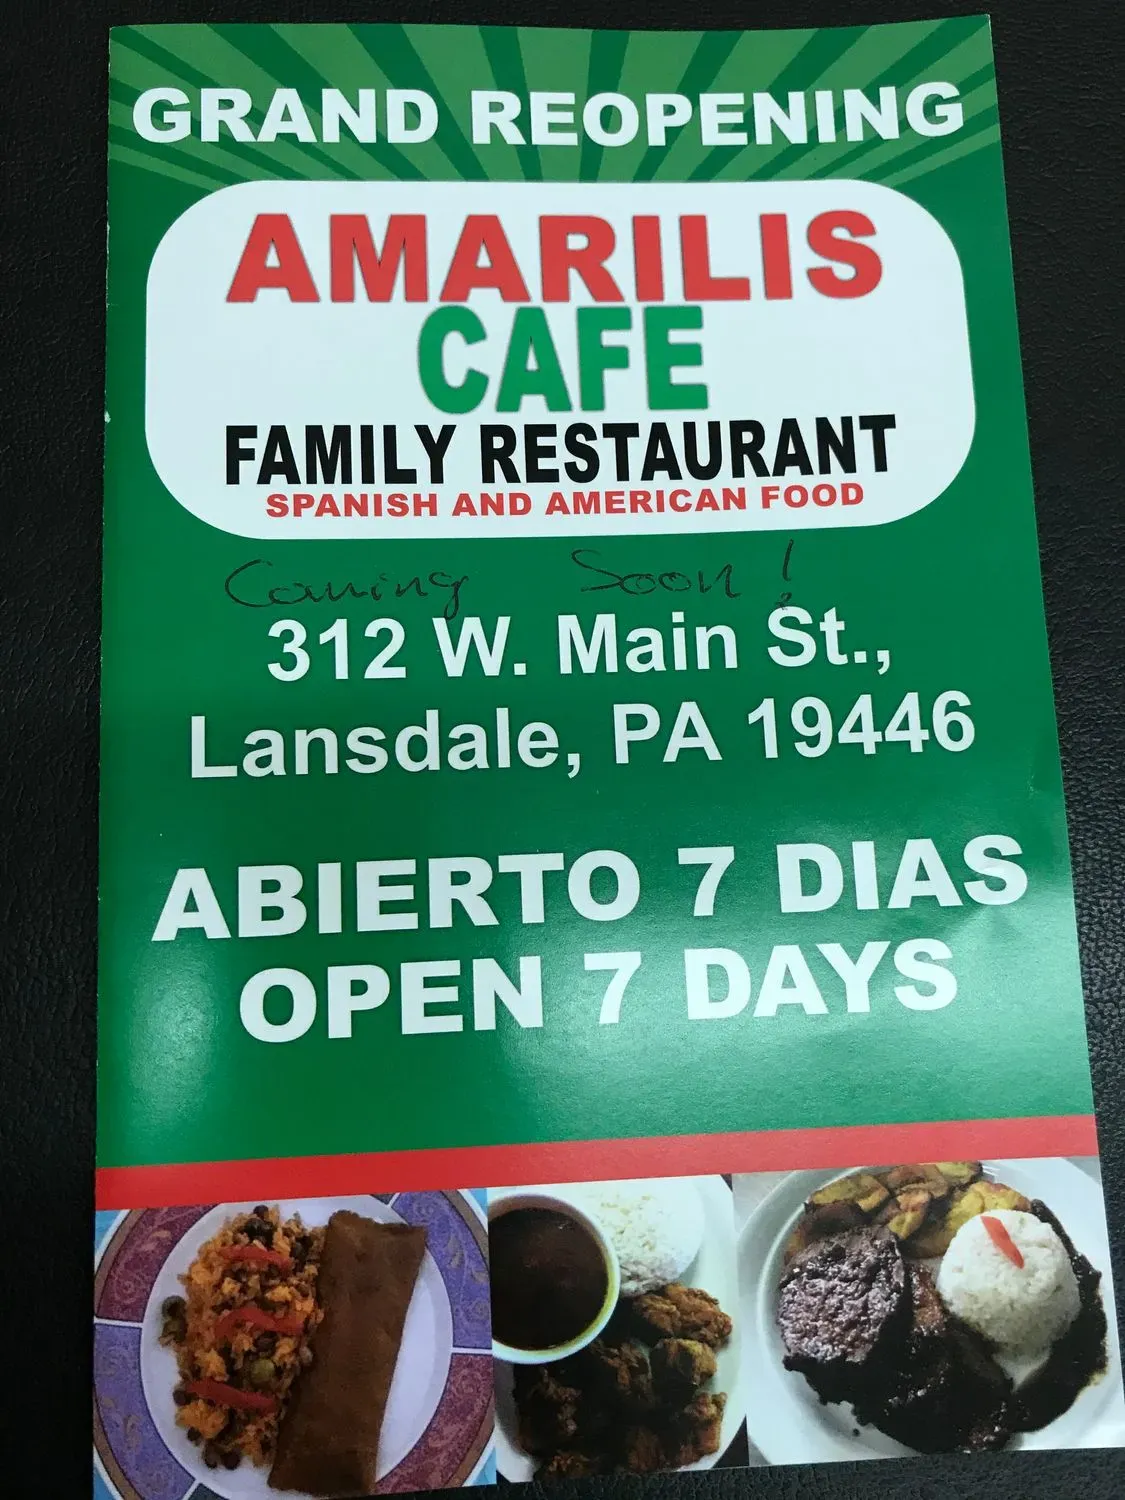 GRAND REOPENING
AMARILIS
CAFE
FAMILY RESTAURANT
SPANISH AND AMERICAN FOOD
Coming Soon!
312 W. Main St.,
Lansdale, PA 19446
ABIERTO 7 DIAS
OPEN 7 DAYS